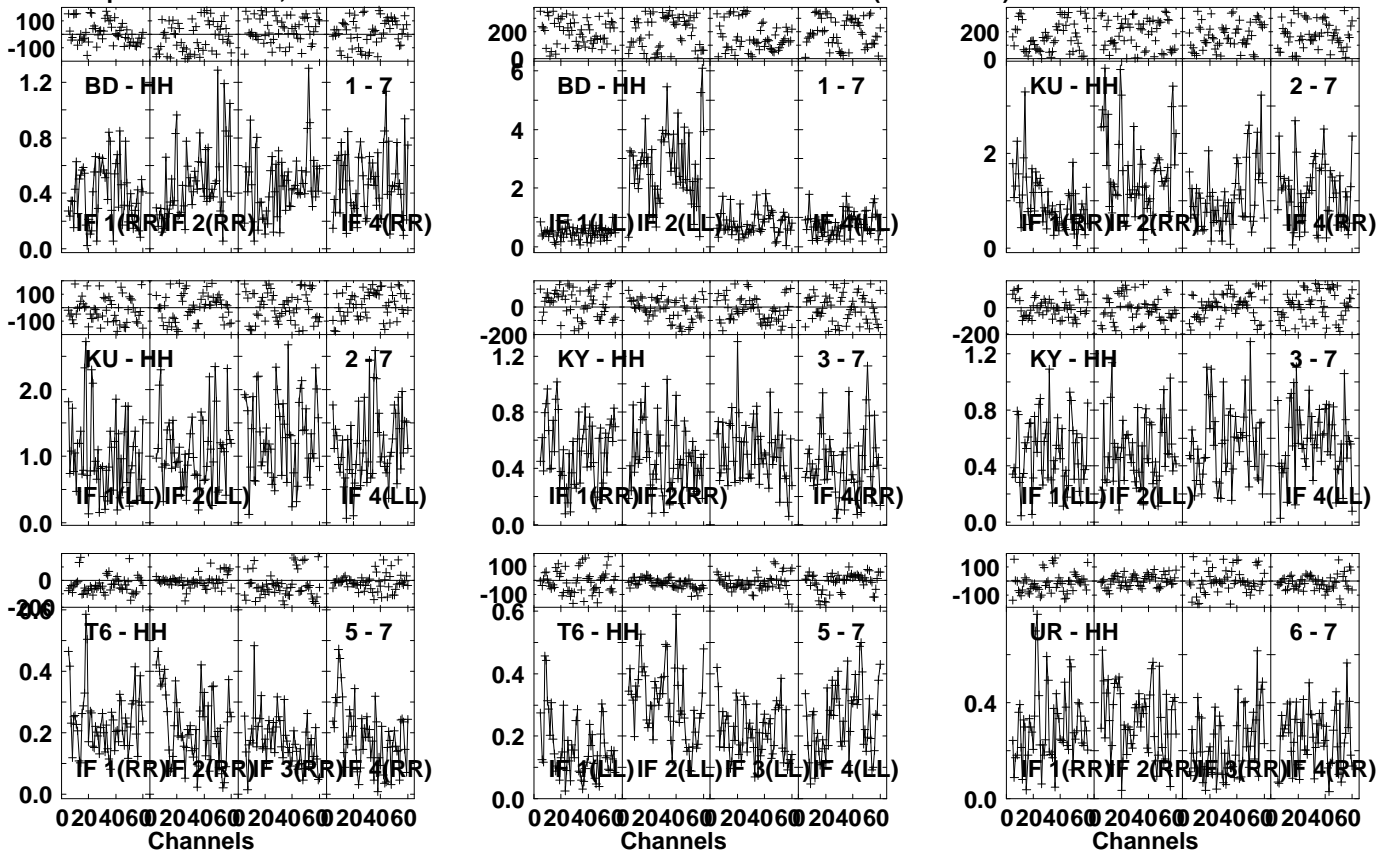 100
-100
1.2
0.8
0.4
0.0
BD - HH 1 - 7
IF 1(RR) IF 2(RR) IF 4(RR)
200
0
6
4
2
0
BD - HH 1 - 7
IF 1(LL) IF 2(LL) IF 4(LL)
200
0
2
0
KU - HH 2 - 7
IF 1(RR) IF 2(RR) IF 4(RR)
100
-100
2.0
1.0
0.0
KU - HH 2 - 7
IF 1(LL) IF 2(LL) IF 4(LL)
0
-200
1.2
0.8
0.4
0.0
KY - HH 3 - 7
IF 1(RR) IF 2(RR) IF 4(RR)
0
-200
1.2
0.8
0.4
0.0
KY - HH 3 - 7
IF 1(LL) IF 2(LL) IF 4(LL)
0
-200
0.6
0.4
0.2
0.0
T6 - HH 5 - 7
IF 1(RR) IF 2(RR) IF 3(RR) IF 4(RR)
0 20 40 60 0 20 40 60 0 20 40 60 0 20 40 60
Channels
100
-100
0.6
0.4
0.2
0.0
T6 - HH 5 - 7
IF 1(LL) IF 2(LL) IF 3(LL) IF 4(LL)
0 20 40 60 0 20 40 60 0 20 40 60 0 20 40 60
Channels
100
-100
0.4
0.0
UR - HH 6 - 7
IF 1(RR) IF 2(RR) IF 3(RR) IF 4(RR)
0 20 40 60 0 20 40 60 0 20 40 60 0 20 40 60
Channels